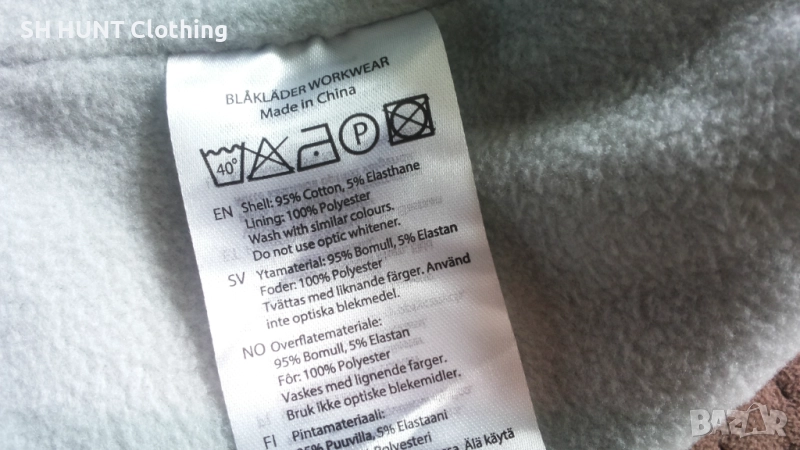 SH HUNT Clothing
BLÅKLÄDER WORKWEAR
Made in China
40°
P
EN Shell: 95% Cotton, 5% Elasthane
Lining: 100% Polyester
Wash with similar colours.
Do not use optic whitener.
SV Ytamaterial: 95% Bomull, 5% Elastan
Foder: 100% Polyester
Tvättas med liknande färger. Använd
inte optiska blekmedel.
NO Overflatemateriale:
95% Bomull, 5% Elastan
Fôr: 100% Polyester
Vaskes med lignende farger.
Bruk ikke optiske blekemidler.
FI Pintamateriaali:
95% Puuvilla, 5% Elastaani
Polyesteri
Älä käytä
BAZAR